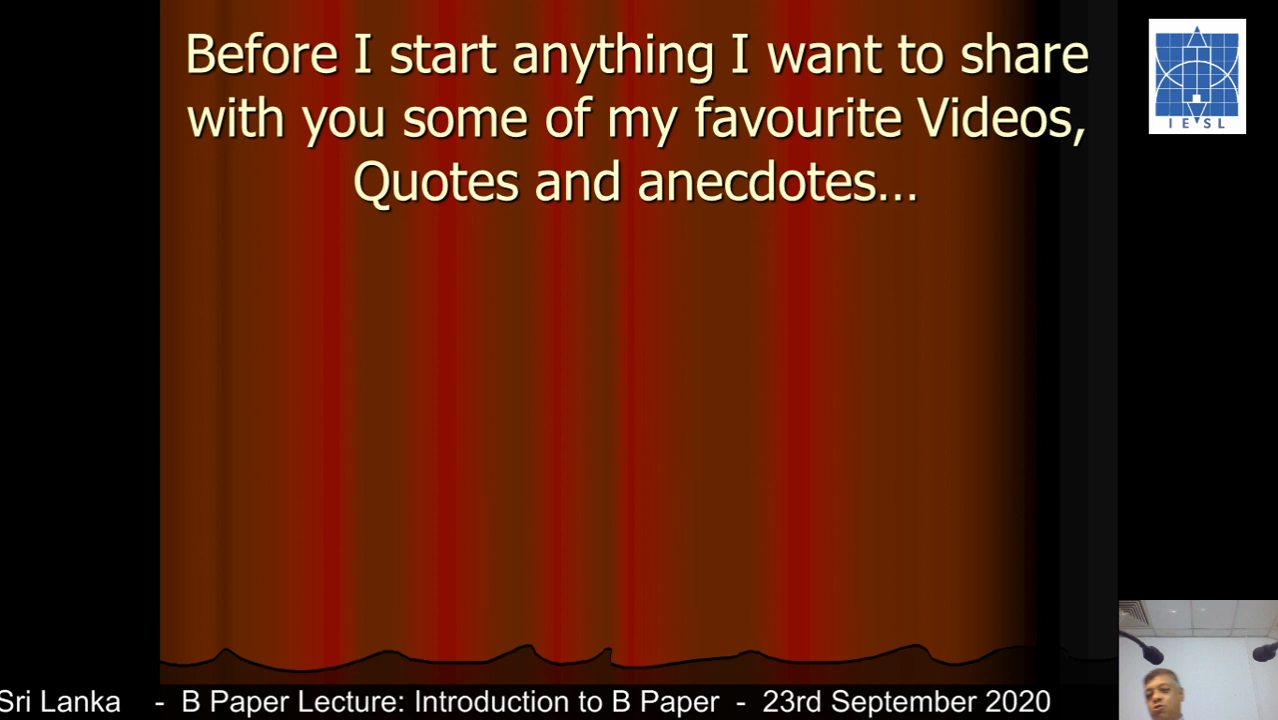 Before I start anything I want to share
with you some of my favourite Videos,
Quotes and anecdotes...
IESL
Sri Lanka - B Paper Lecture: Introduction to B Paper - 23rd September 2020